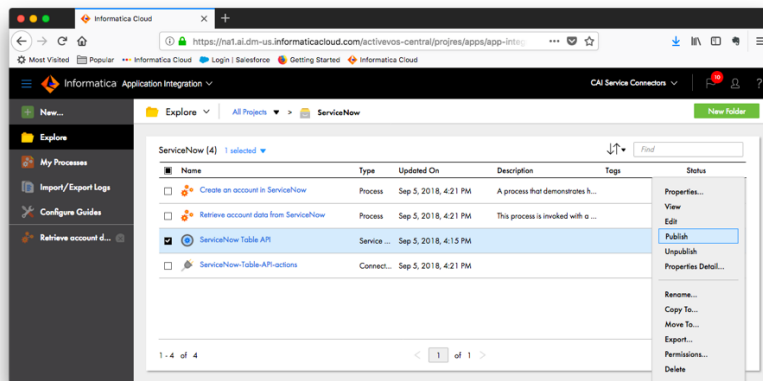 Informatica Cloud
https://na1.ai.dm-us.informaticacloud.com/activevos-central/projres/apps/app-integ
Most Visited Popular Informatica Cloud Login | Salesforce Getting Started Informatica Cloud
Informatica Application Integration CAI Service Connectors 10
New... Explore All Projects > ServiceNow New Folder
Explore
My Processes
Import/Export Logs
Configure Guides
Retrieve account d...
ServiceNow (4) 1 selected Find
Name Type Updated On Description Tags Status
Create an account in ServiceNow Process Sep 5, 2018, 4:21 PM A process that demonstrates h...
Retrieve account data from ServiceNow Process Sep 5, 2018, 4:21 PM This process is invoked with a ...
ServiceNow Table API Service ... Sep 5, 2018, 4:15 PM
ServiceNow-Table-API-actions Connect... Sep 5, 2018, 4:21 PM
Properties...
View
Edit
Publish
Unpublish
Properties Detail...
Rename...
Copy To...
Move To...
Export...
Permissions...
Delete
1 - 4 of 4 < 1 of 1 >